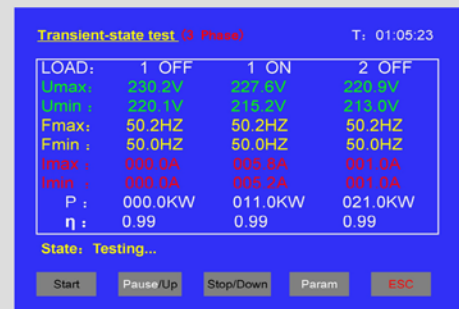 Transient-state test (3 Phase) T: 01:05:23
LOAD: 1 OFF 1 ON 2 OFF
Umax: 230.2V 227.6V 220.9V
Umin : 220.1V 215.2V 213.0V
Fmax: 50.2HZ 50.2HZ 50.2HZ
Fmin : 50.0HZ 50.0HZ 50.0HZ
Imax : 000.0A 005.8A 001.0A
Imin : 000.0A 005.2A 001.0A
P : 000.0KW 011.0KW 021.0KW
η : 0.99 0.99 0.99
State: Testing...
Start Pause/Up Stop/Down Param ESC